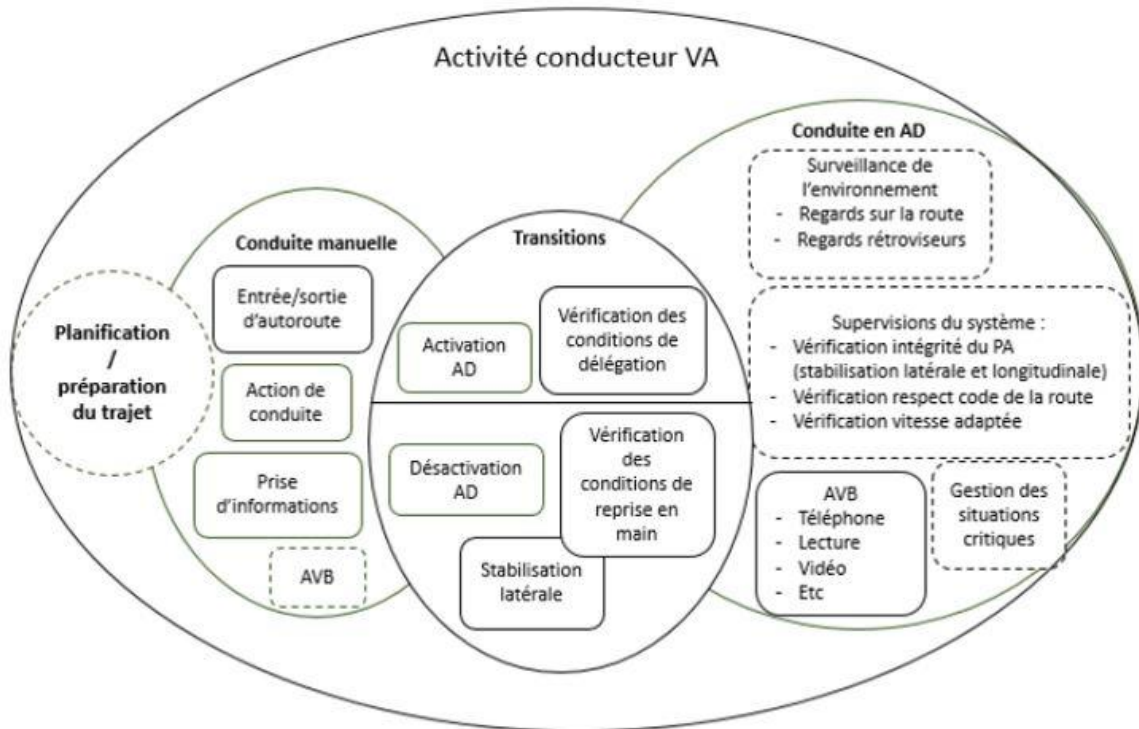 Activité conducteur VA
Planification
/
préparation
du trajet
Conduite manuelle
Entrée/sortie
d'autoroute
Action de
conduite
Prise
d'informations
AVB
Transitions
Activation
AD
Vérification des
conditions de
délégation
Désactivation
AD
Vérification
des
conditions de
reprise en
main
Stabilisation
latérale
Conduite en AD
Surveillance de
l'environnement
- Regards sur la route
- Regards rétroviseurs
Supervisions du système :
- Vérification intégrité du PA
(stabilisation latérale et longitudinale)
- Vérification respect code de la route
- Vérification vitesse adaptée
AVB
- Téléphone
- Lecture
- Vidéo
- Etc
Gestion des
situations
critiques